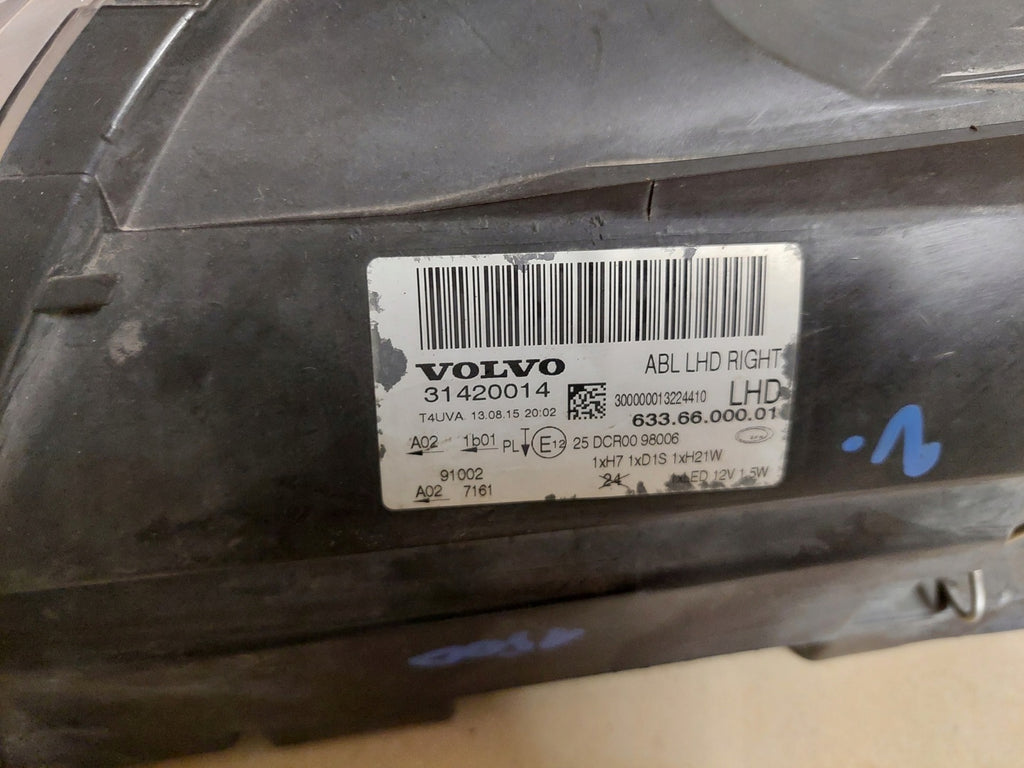 VOLVO
ABL LHD RIGHT
31420014
300000013224410
LHD
T4UVA 13.08.15 20:02
633.66.000.01
A02 1b01 PL E12 25 DCR00 98006
1xH7 1xD1S 1xH21W
91002
24
1xLED 12V 1.5W
A02 7161